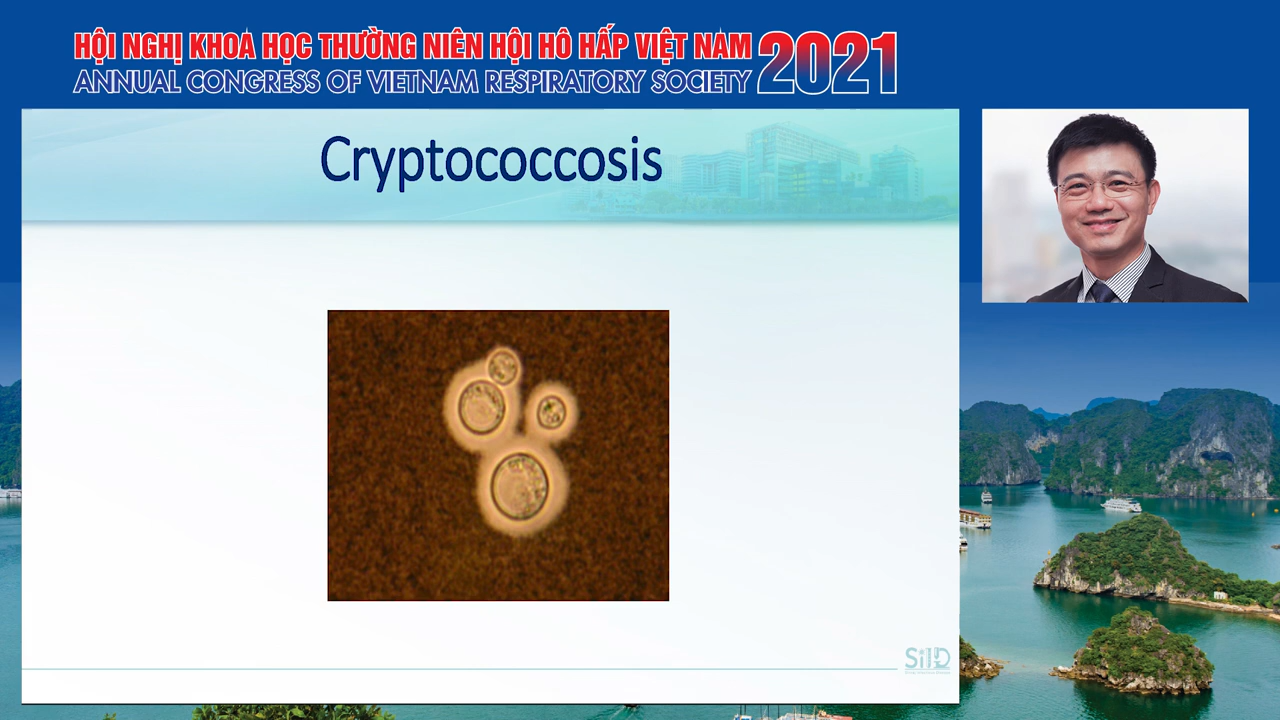 HỘI NGHỊ KHOA HỌC THƯỜNG NIÊN HỘI HÔ HẤP VIỆT NAM 2021
ANNUAL CONGRESS OF VIETNAM RESPIRATORY SOCIETY
Cryptococcosis
SiID